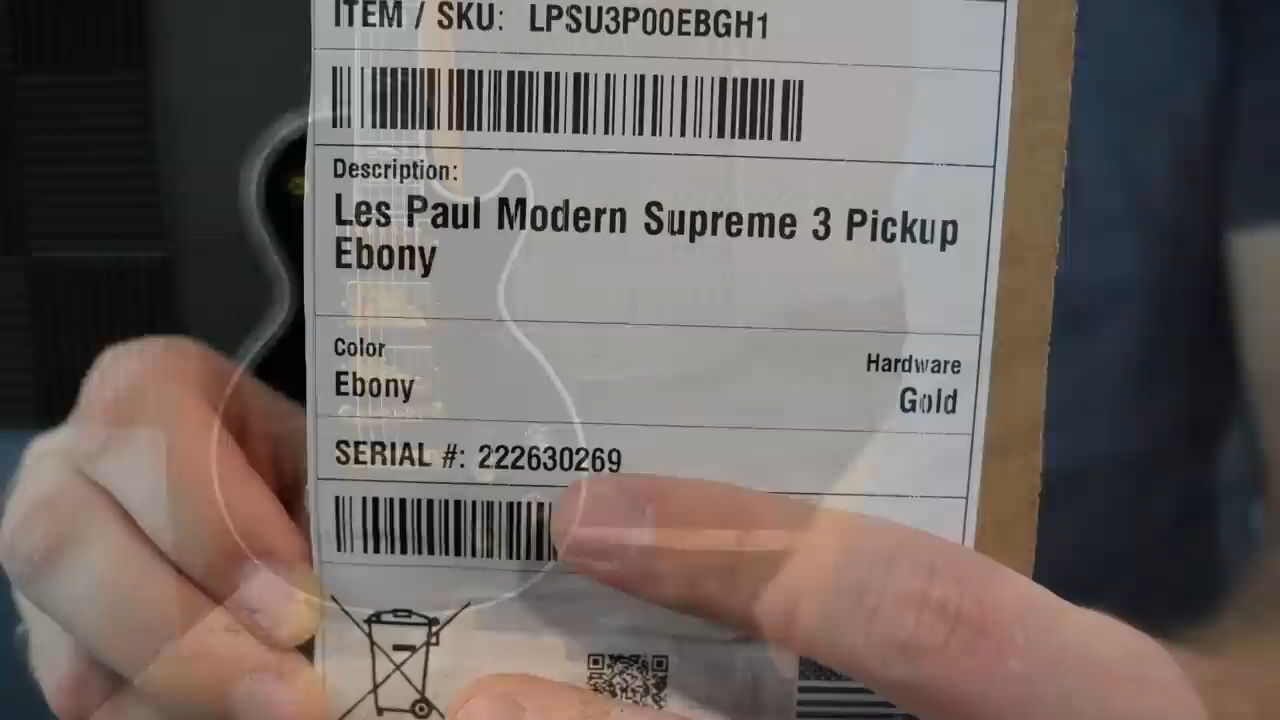 ITEM / SKU: LPSU3P00EBGH1
Description:
Les Paul Modern Supreme 3 Pickup
Ebony
Color
Ebony
Hardware
Gold
SERIAL #: 222630269